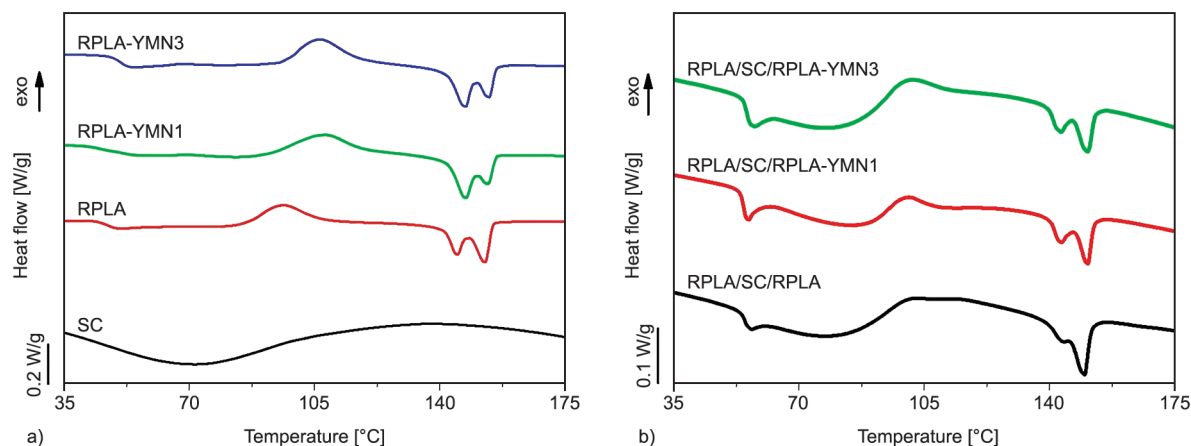 RPLA-YMN3
exo
RPLA-YMN1
Heat flow [W/g]
RPLA
SC
0.2 W/g
35 70 105 140 175
a) Temperature [°C]
RPLA/SC/RPLA-YMN3
exo
RPLA/SC/RPLA-YMN1
Heat flow [W/g]
RPLA/SC/RPLA
0.1 W/g
35 70 105 140 175
b) Temperature [°C]